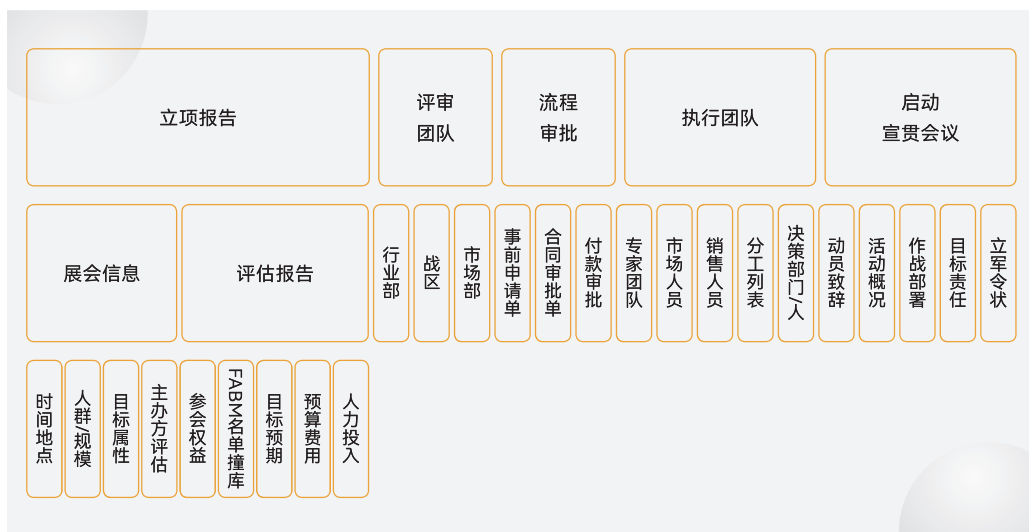 立项报告
评审
团队
流程
审批
执行团队
启动
宣贯会议
展会信息
评估报告
行业部
战区
市场部
事前申请单
合同审批单
付款审批
专家团队
市场人员
销售人员
分工列表
决策部门/人
动员致辞
活动概况
作战部署
目标责任
立军令状
时间地点
人群/规模
目标属性
主办方评估
参会权益
FABM名单撞库
目标预期
预算费用
人力投入